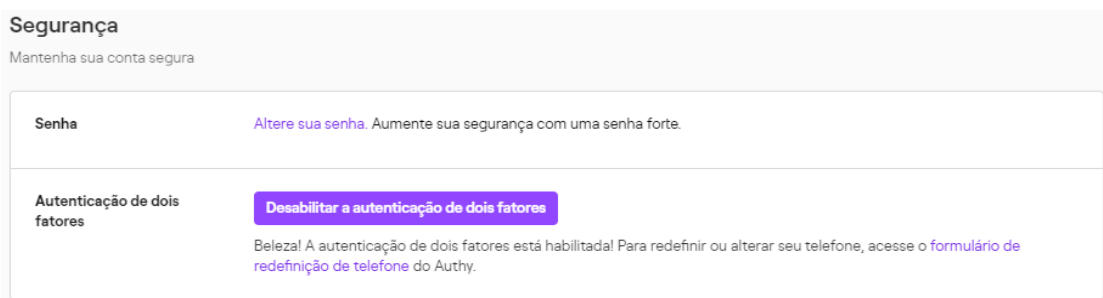 Segurança
Mantenha sua conta segura
Senha
Altere sua senha. Aumente sua segurança com uma senha forte.
Autenticação de dois
fatores
Desabilitar a autenticação de dois fatores
Beleza! A autenticação de dois fatores está habilitada! Para redefinir ou alterar seu telefone, acesse o formulário de
redefinição de telefone do Authy.